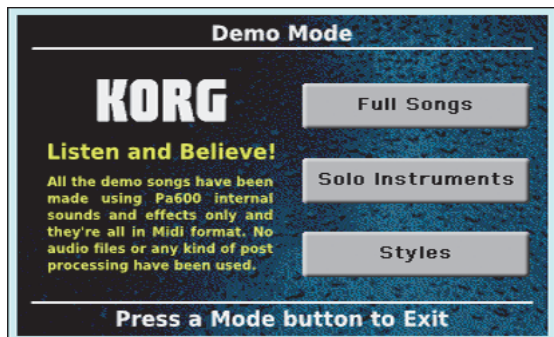 Demo Mode
KORG
Listen and Believe!
All the demo songs have been
made using Pa600 internal
sounds and effects only and
they're all in Midi format. No
audio files or any kind of post
processing have been used.
Full Songs
Solo Instruments
Styles
Press a Mode button to Exit